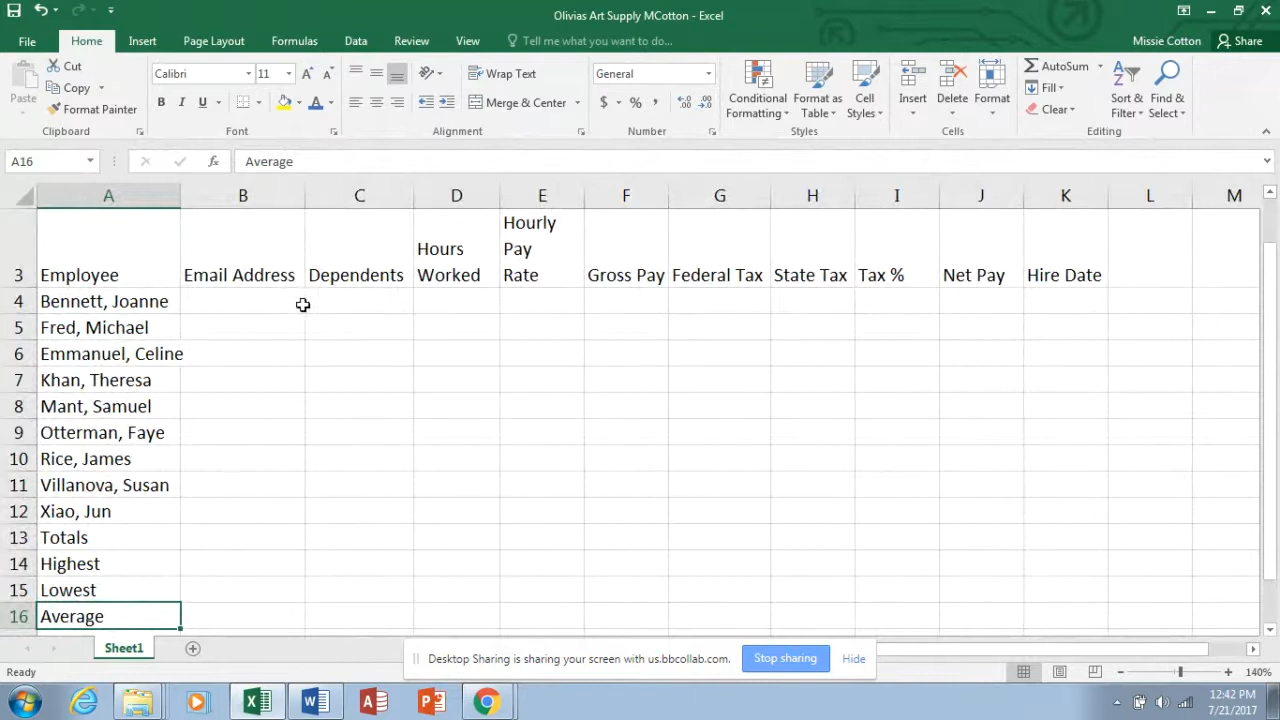 Olivias Art Supply MCotton - Excel
File Home Insert Page Layout Formulas Data Review View Tell me what you want to do... Missie Cotton Share
Paste Cut Copy Format Painter Clipboard
Calibri 11 B I U A Font
Wrap Text Merge & Center Alignment
General $ % , Number
Conditional Formatting Format as Table Cell Styles Styles
Insert Delete Format Cells
AutoSum Fill Clear Sort & Filter Find & Select Editing
A16 fx Average
A B C D E F G H I J K L M
3 Employee Email Address Dependents Hours Worked Hourly Pay Rate Gross Pay Federal Tax State Tax Tax % Net Pay Hire Date
4 Bennett, Joanne
5 Fred, Michael
6 Emmanuel, Celine
7 Khan, Theresa
8 Mant, Samuel
9 Otterman, Faye
10 Rice, James
11 Villanova, Susan
12 Xiao, Jun
13 Totals
14 Highest
15 Lowest
16 Average
Sheet1
Desktop Sharing is sharing your screen with us.bbcollab.com. Stop sharing Hide
Ready 140%
12:42 PM
7/21/2017